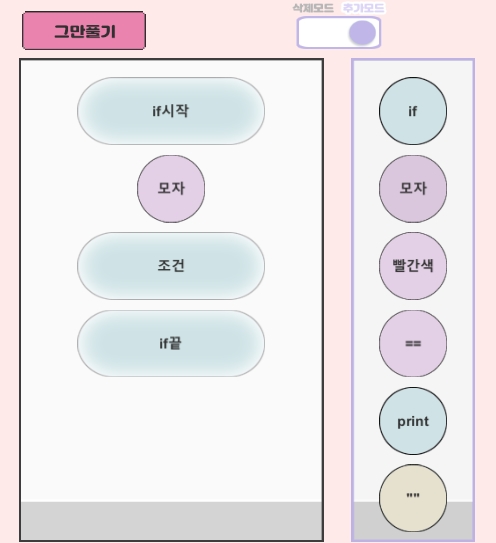 그만풀기
삭제모드 추가모드
if시작
모자
조건
if끝
if
모자
빨간색
==
print
""